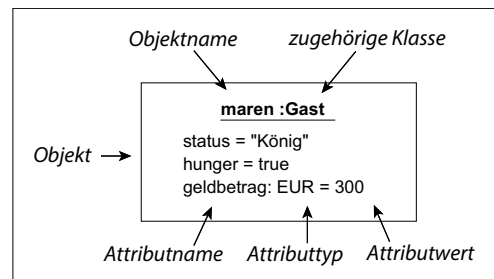 Objektname zugehörige Klasse
maren :Gast
status = "König"
Objekt hunger = true
geldbetrag: EUR = 300
Attributname Attributtyp Attributwert